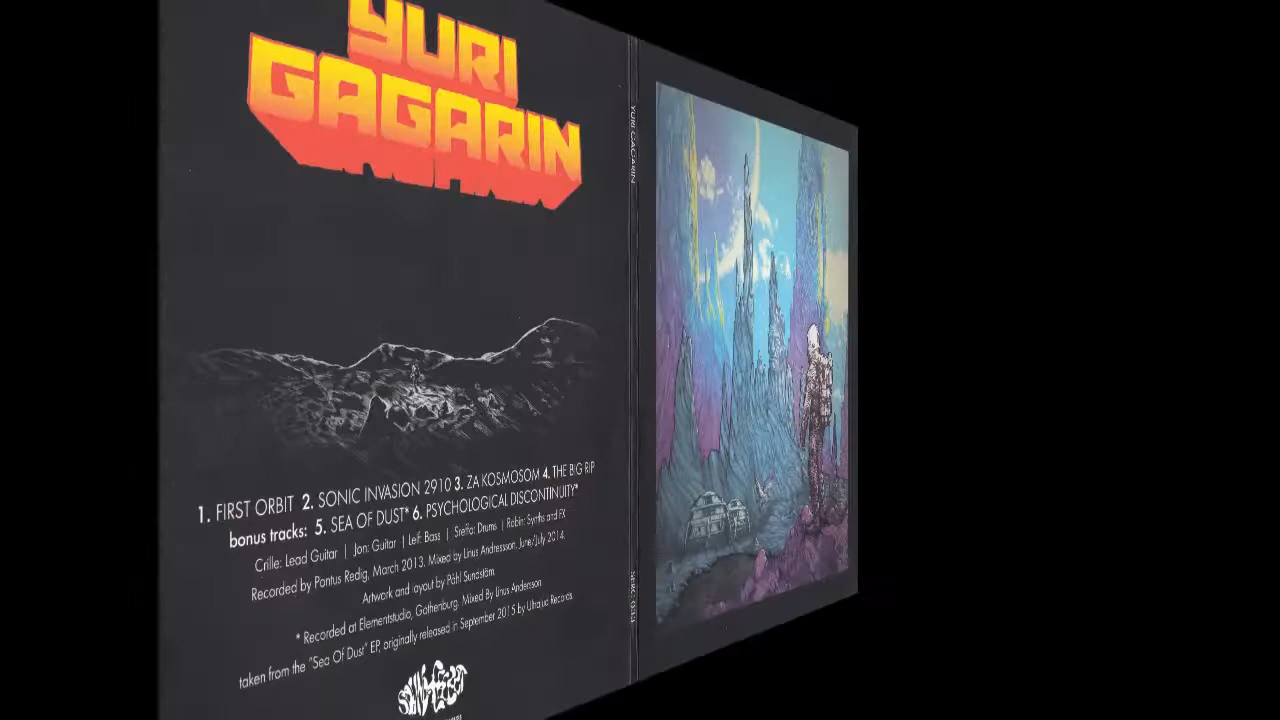 YURI
GAGARIN
1. FIRST ORBIT 2. SONIC INVASION 2910 3. ZA KOSMOSOM 4. THE BIG RIP
bonus tracks: 5. SEA OF DUST* 6. PSYCHOLOGICAL DISCONTINUITY*
Crille: Lead Guitar | Jon: Guitar | Leif: Bass | Steffo: Drums | Robin: Synths and FX
Recorded by Pontus Redig, March 2013. Mixed by Linus Andersson, June/July 2014.
Artwork and layout by Påhl Sundström
* Recorded at Elementstudio, Gothenburg. Mixed By Linus Andersson
taken from the "Sea Of Dust" EP, originally released in September 2015 by Ultraljud Records
YURI GAGARIN